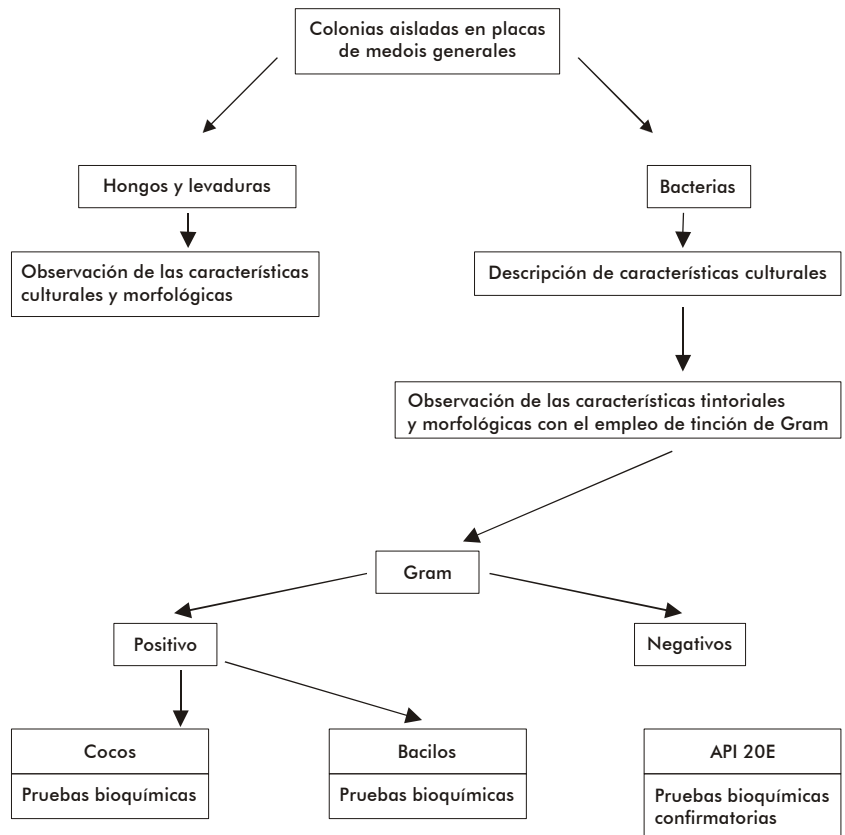 Colonias aisladas en placas
de medois generales
Hongos y levaduras
Bacterias
Observación de las características
culturales y morfológicas
Descripción de características culturales
Observación de las características tintoriales
y morfológicas con el empleo de tinción de Gram
Gram
Positivo
Negativos
Cocos
Bacilos
API 20E
Pruebas bioquímicas
Pruebas bioquímicas
Pruebas bioquímicas
confirmatorias